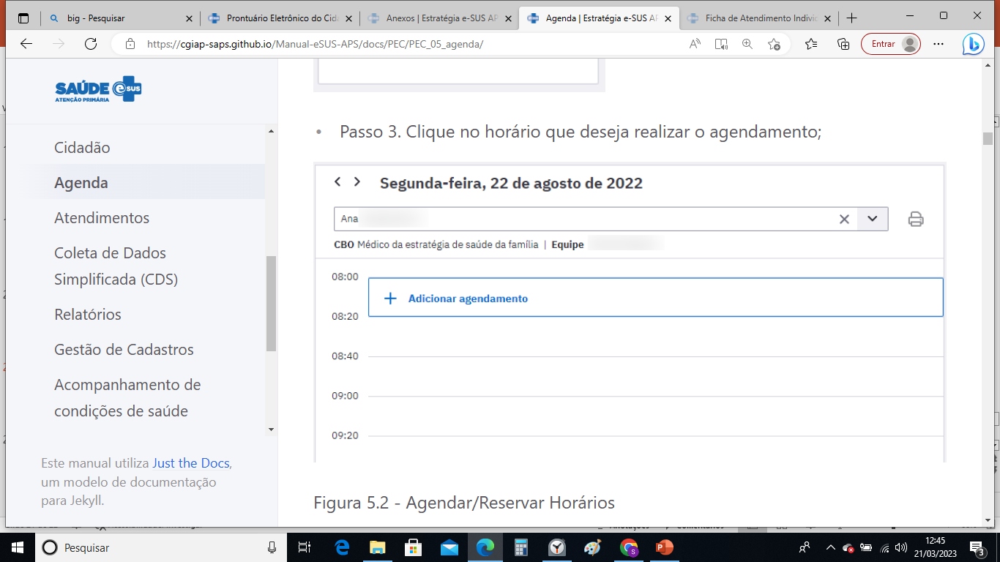 big - Pesquisar
Prontuário Eletrônico do Cida
Anexos | Estratégia e-SUS AP
Agenda | Estratégia e-SUS AP
Ficha de Atendimento Individ
https://cgiap-saps.github.io/Manual-eSUS-APS/docs/PEC/PEC_05_agenda/
Entrar
SAÚDE e-SUS
ATENÇÃO PRIMÁRIA
Cidadão
Agenda
Atendimentos
Coleta de Dados
Simplificada (CDS)
Relatórios
Gestão de Cadastros
Acompanhamento de
condições de saúde
Este manual utiliza Just the Docs,
um modelo de documentação
para Jekyll.
• Passo 3. Clique no horário que deseja realizar o agendamento;
Segunda-feira, 22 de agosto de 2022
Ana
CBO Médico da estratégia de saúde da família | Equipe
08:00
+ Adicionar agendamento
08:20
08:40
09:00
09:20
Figura 5.2 - Agendar/Reservar Horários
Pesquisar
12:45
21/03/2023
3